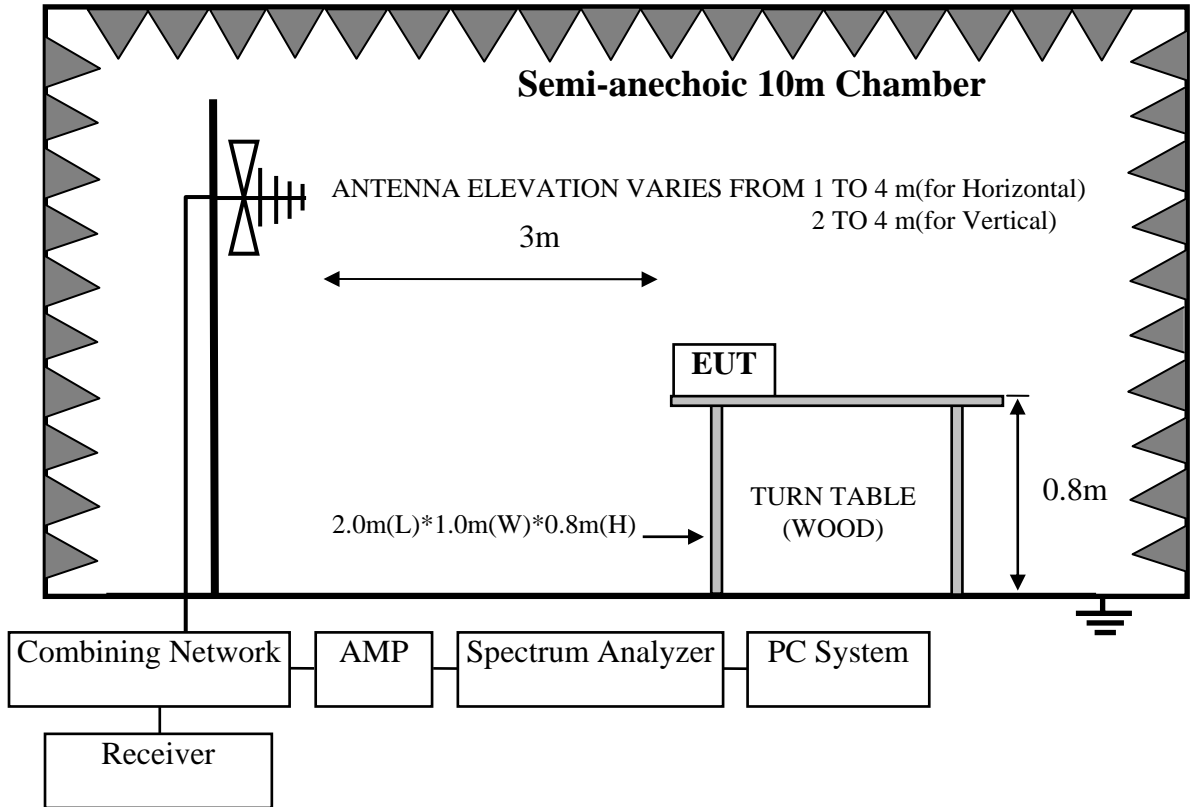 Semi-anechoic 10m Chamber
ANTENNA ELEVATION VARIES FROM 1 TO 4 m(for Horizontal)
2 TO 4 m(for Vertical)
3m
EUT
0.8m
TURN TABLE
(WOOD)
2.0m(L)*1.0m(W)*0.8m(H)
Combining Network
AMP
Spectrum Analyzer
PC System
Receiver